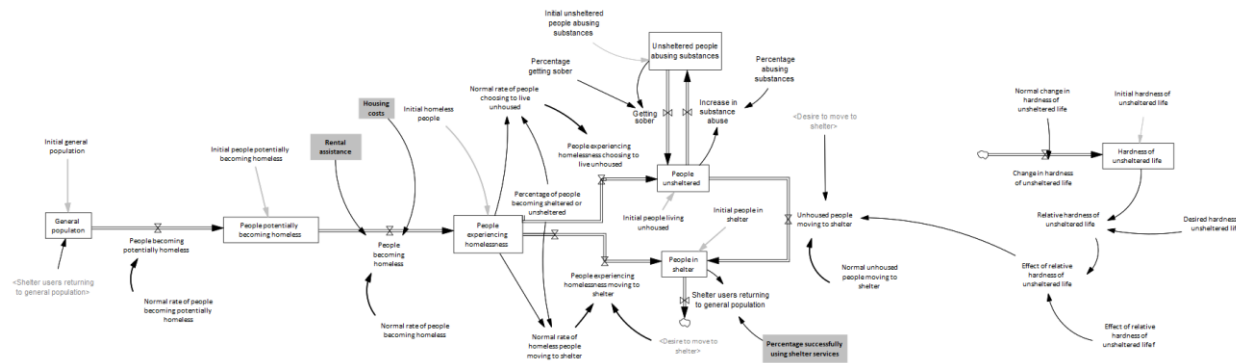 Initial unsheltered
people abusing
substances
Unsheltered people
abusing substances
Percentage
getting sober
Percentage
abusing
substances
Housing
costs
Normal rate of people
choosing to live
unhoused
Getting
sober
Increase in
substance
abuse
Normal change in
hardness of
unsheltered life
Initial hardness of
unsheltered life
Initial homeless
people
<Desire to move to
shelter>
Initial general
population
Rental
assistance
Initial people potentially
becoming homeless
People experiencing
homelessness choosing to
live unhoused
People
unsheltered
Hardness of
unsheltered life
Change in hardness
of unsheltered life
Percentage of people
becoming sheltered or
unsheltered
General
populaton
People potentially
becoming homeless
People
experiencing
homelessness
Initial people living
unhoused
Initial people in
shelter
Unhoused people
moving to shelter
Relative hardness
of unsheltered life
Desired hardness
unsheltered life
People becoming
potentially homeless
People
becoming
homeless
People in
shelter
<Shelter users returning
to general population>
People experiencing
homelessness moving to
shelter
Shelter users returning
to general population
Normal unhoused
people moving to
shelter
Effect of relative
hardness of
unsheltered life
Normal rate of people
becoming potentially homeless
Normal rate of people
becoming homeless
Normal rate of
homeless people
moving to shelter
<Desire to move to
shelter>
Percentage successfully
using shelter services
Effect of relative
hardness of
unsheltered life f